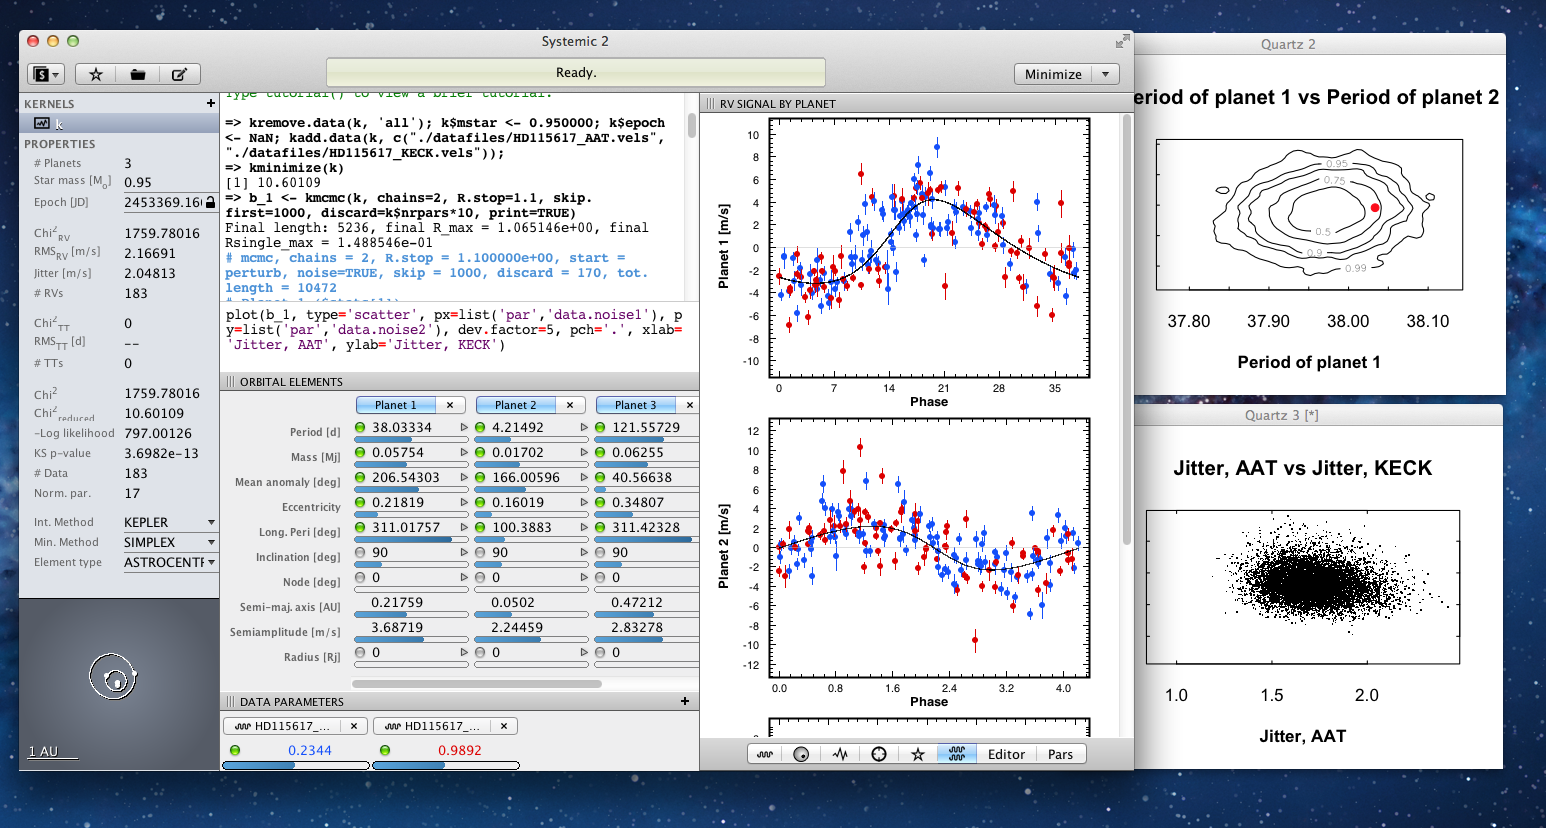 Systemic 2
Ready.
Minimize
KERNELS
+
k
PROPERTIES
# Planets 3
Star mass [M☉] 0.95
Epoch [JD] 2453369.16
Chi²RV 1759.78016
RMSRV [m/s] 2.16691
Jitter [m/s] 2.04813
# RVs 183
Chi²TT 0
RMSTT [d] --
# TTs 0
Chi² 1759.78016
Chi²reduced 10.60109
-Log likelihood 797.00126
KS p-value 3.6982e-13
# Data 183
Norm. par. 17
Int. Method KEPLER
Min. Method SIMPLEX
Element type ASTROCENTR
1 AU
Type tutorial() to view a brief tutorial.
=> kremove.data(k, 'all'); k$mstar <- 0.950000; k$epoch
<- NaN; kadd.data(k, c("./datafiles/HD115617_AAT.vels",
"./datafiles/HD115617_KECK.vels"));
=> kminimize(k)
[1] 10.60109
=> b_1 <- kmcmc(k, chains=2, R.stop=1.1, skip.
first=1000, discard=k$nrpars*10, print=TRUE)
Final length: 5236, final R_max = 1.065146e+00, final
Rsingle_max = 1.488546e-01
# mcmc, chains = 2, R.stop = 1.100000e+00, start =
perturb, noise=TRUE, skip = 1000, discard = 170, tot.
length = 10472
plot(b_1, type='scatter', px=list('par','data.noise1'), p
y=list('par','data.noise2'), dev.factor=5, pch='.', xlab=
'Jitter, AAT', ylab='Jitter, KECK')
ORBITAL ELEMENTS
Planet 1 × Planet 2 × Planet 3 ×
Period [d] 38.03334 4.21492 121.55729
Mass [Mj] 0.05754 0.01702 0.06255
Mean anomaly [deg] 206.54303 166.00596 40.56638
Eccentricity 0.21819 0.16019 0.34807
Long. Peri [deg] 311.01757 100.3883 311.42328
Inclination [deg] 90 90 90
Node [deg] 0 0 0
Semi-maj. axis [AU] 0.21759 0.0502 0.47212
Semiamplitude [m/s] 3.68719 2.24459 2.83278
Radius [Rj] 0 0 0
DATA PARAMETERS +
HD115617_... × HD115617_... ×
0.2344 0.9892
RV SIGNAL BY PLANET
Planet 1 [m/s]
10
8
6
4
2
0
-2
-4
-6
-8
-10
0 7 14 21 28 35
Phase
Planet 2 [m/s]
12
10
8
6
4
2
0
-2
-4
-6
-8
-10
-12
0.0 0.8 1.6 2.4 3.2 4.0
Phase
Editor Pars
Quartz 2
eriod of planet 1 vs Period of planet 2
0.95
0.75
0.5
0.9
0.99
37.80 37.90 38.00 38.10
Period of planet 1
Quartz 3 [*]
Jitter, AAT vs Jitter, KECK
1.0 1.5 2.0
Jitter, AAT